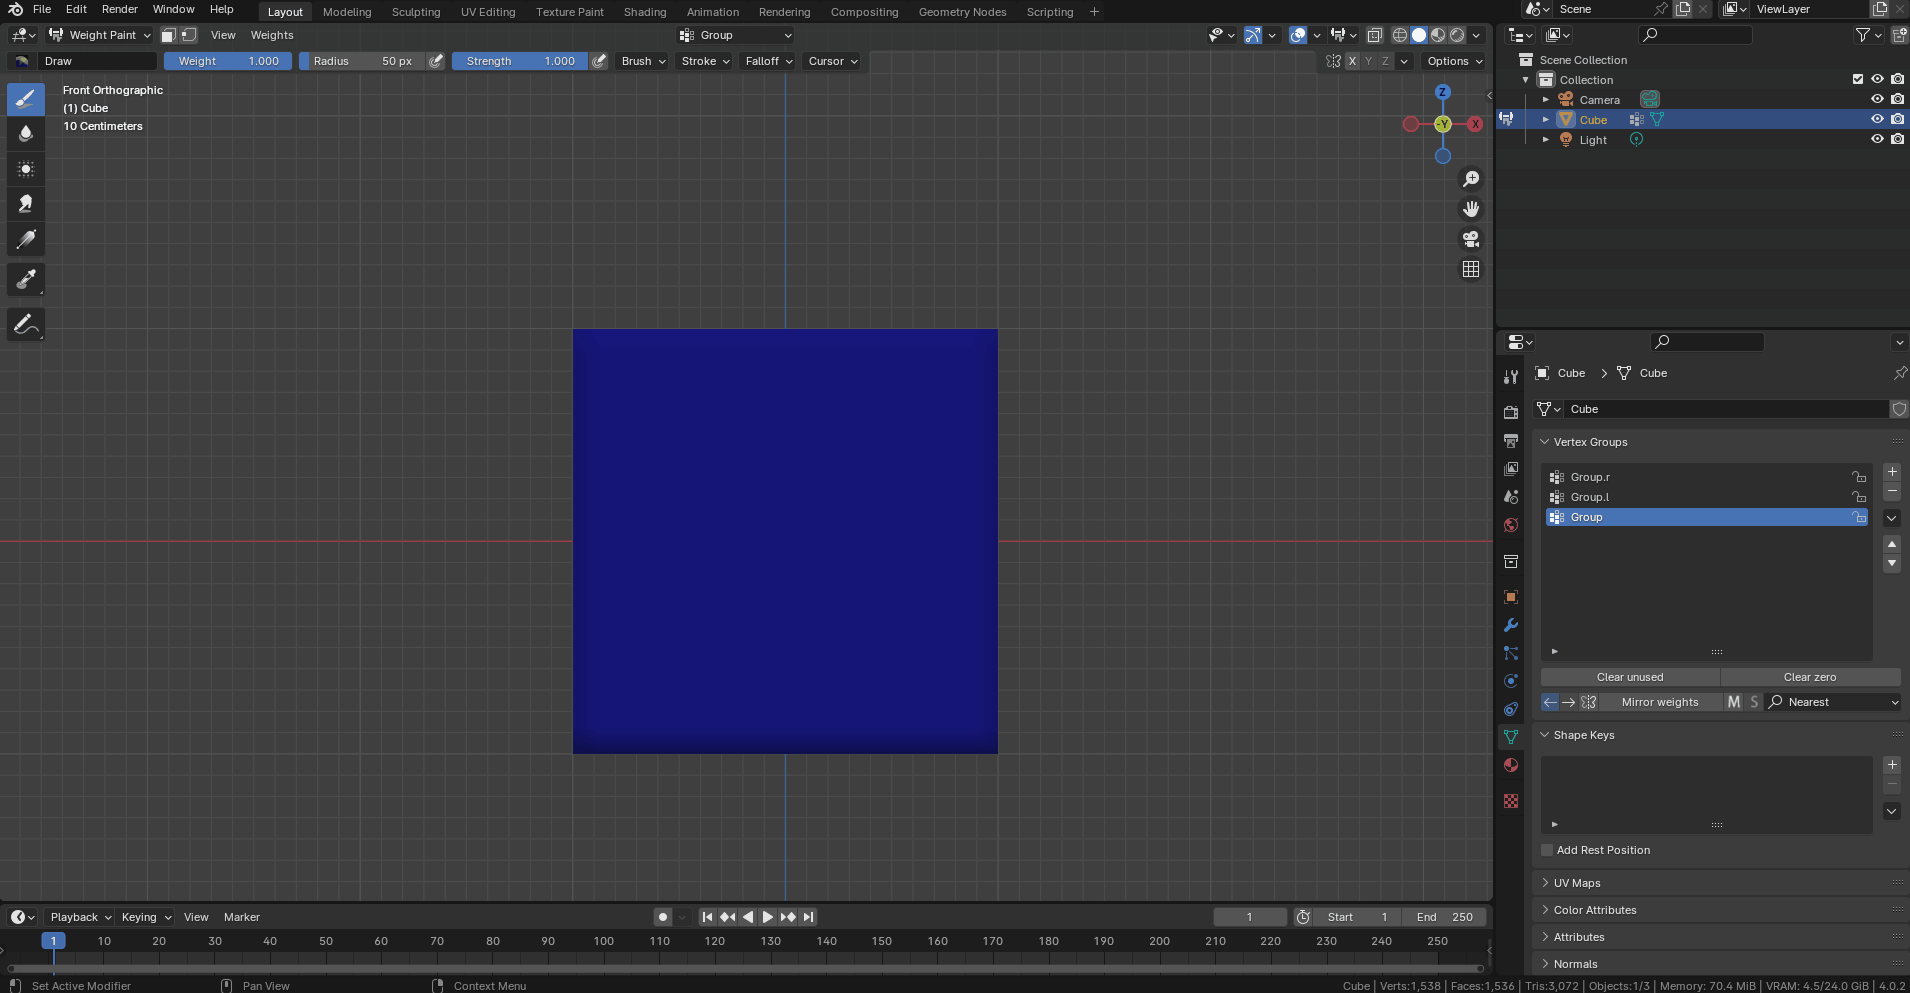 File Edit Render Window Help Layout Modeling Sculpting UV Editing Texture Paint Shading Animation Rendering Compositing Geometry Nodes Scripting + Scene ViewLayer
Weight Paint View Weights Group
Draw Weight 1.000 Radius 50 px Strength 1.000 Brush Stroke Falloff Cursor X Y Z Options
Front Orthographic
(1) Cube
10 Centimeters
Z
-Y X
Scene Collection
Collection
Camera
Cube
Light
Cube > Cube
Cube
Vertex Groups
Group.r
Group.l
Group
Clear unused Clear zero
Mirror weights M S Nearest
Shape Keys
Add Rest Position
UV Maps
Color Attributes
Attributes
Normals
Playback Keying View Marker 1 Start 1 End 250
1 10 20 30 40 50 60 70 80 90 100 110 120 130 140 150 160 170 180 190 200 210 220 230 240 250
Set Active Modifier Pan View Context Menu Cube | Verts:1,538 | Faces:1,536 | Tris:3,072 | Objects:1/3 | Memory: 70.4 MiB | VRAM: 4.5/24.0 GiB | 4.0.2